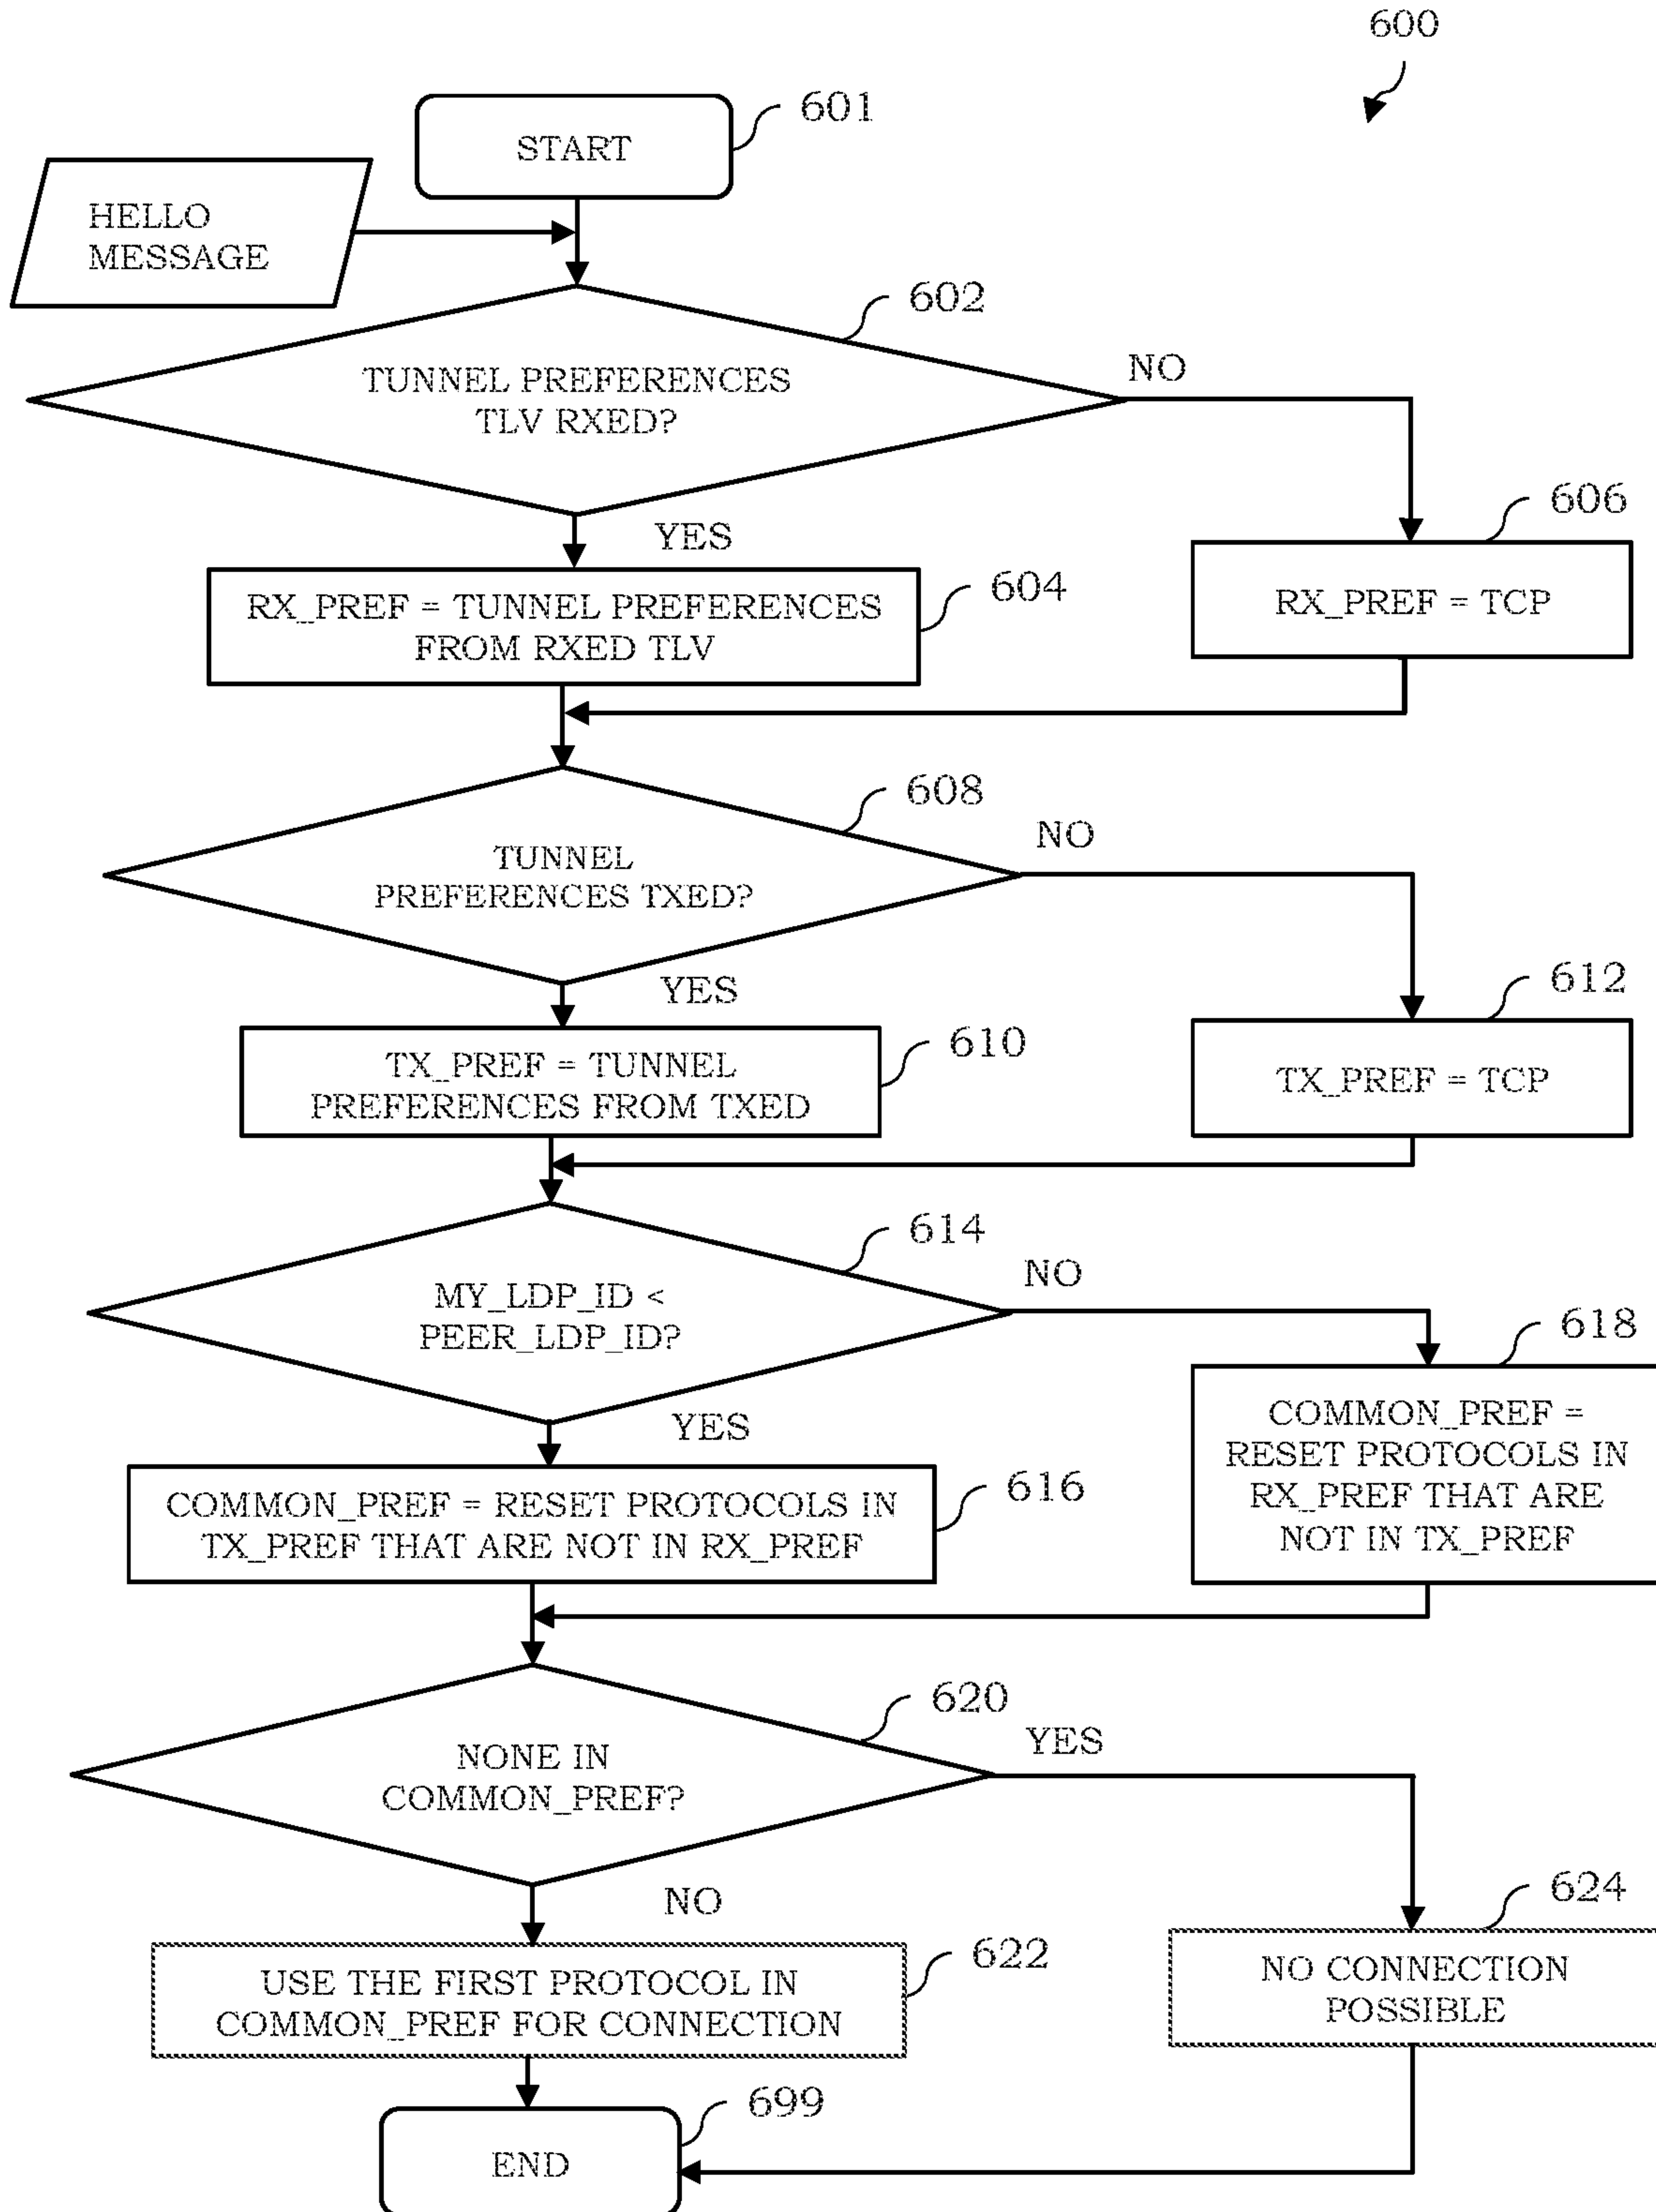 600
START
601
HELLO
MESSAGE
602
TUNNEL PREFERENCES
TLV RXED?
NO
YES
606
RX_PREF = TCP
604
RX_PREF = TUNNEL PREFERENCES
FROM RXED TLV
608
TUNNEL
PREFERENCES TXED?
NO
YES
612
TX_PREF = TCP
610
TX_PREF = TUNNEL
PREFERENCES FROM TXED
614
MY_LDP_ID <
PEER_LDP_ID?
NO
YES
618
COMMON_PREF =
RESET PROTOCOLS IN
RX_PREF THAT ARE
NOT IN TX_PREF
616
COMMON_PREF = RESET PROTOCOLS IN
TX_PREF THAT ARE NOT IN RX_PREF
620
NONE IN
COMMON_PREF?
YES
NO
624
NO CONNECTION
POSSIBLE
622
USE THE FIRST PROTOCOL IN
COMMON_PREF FOR CONNECTION
699
END